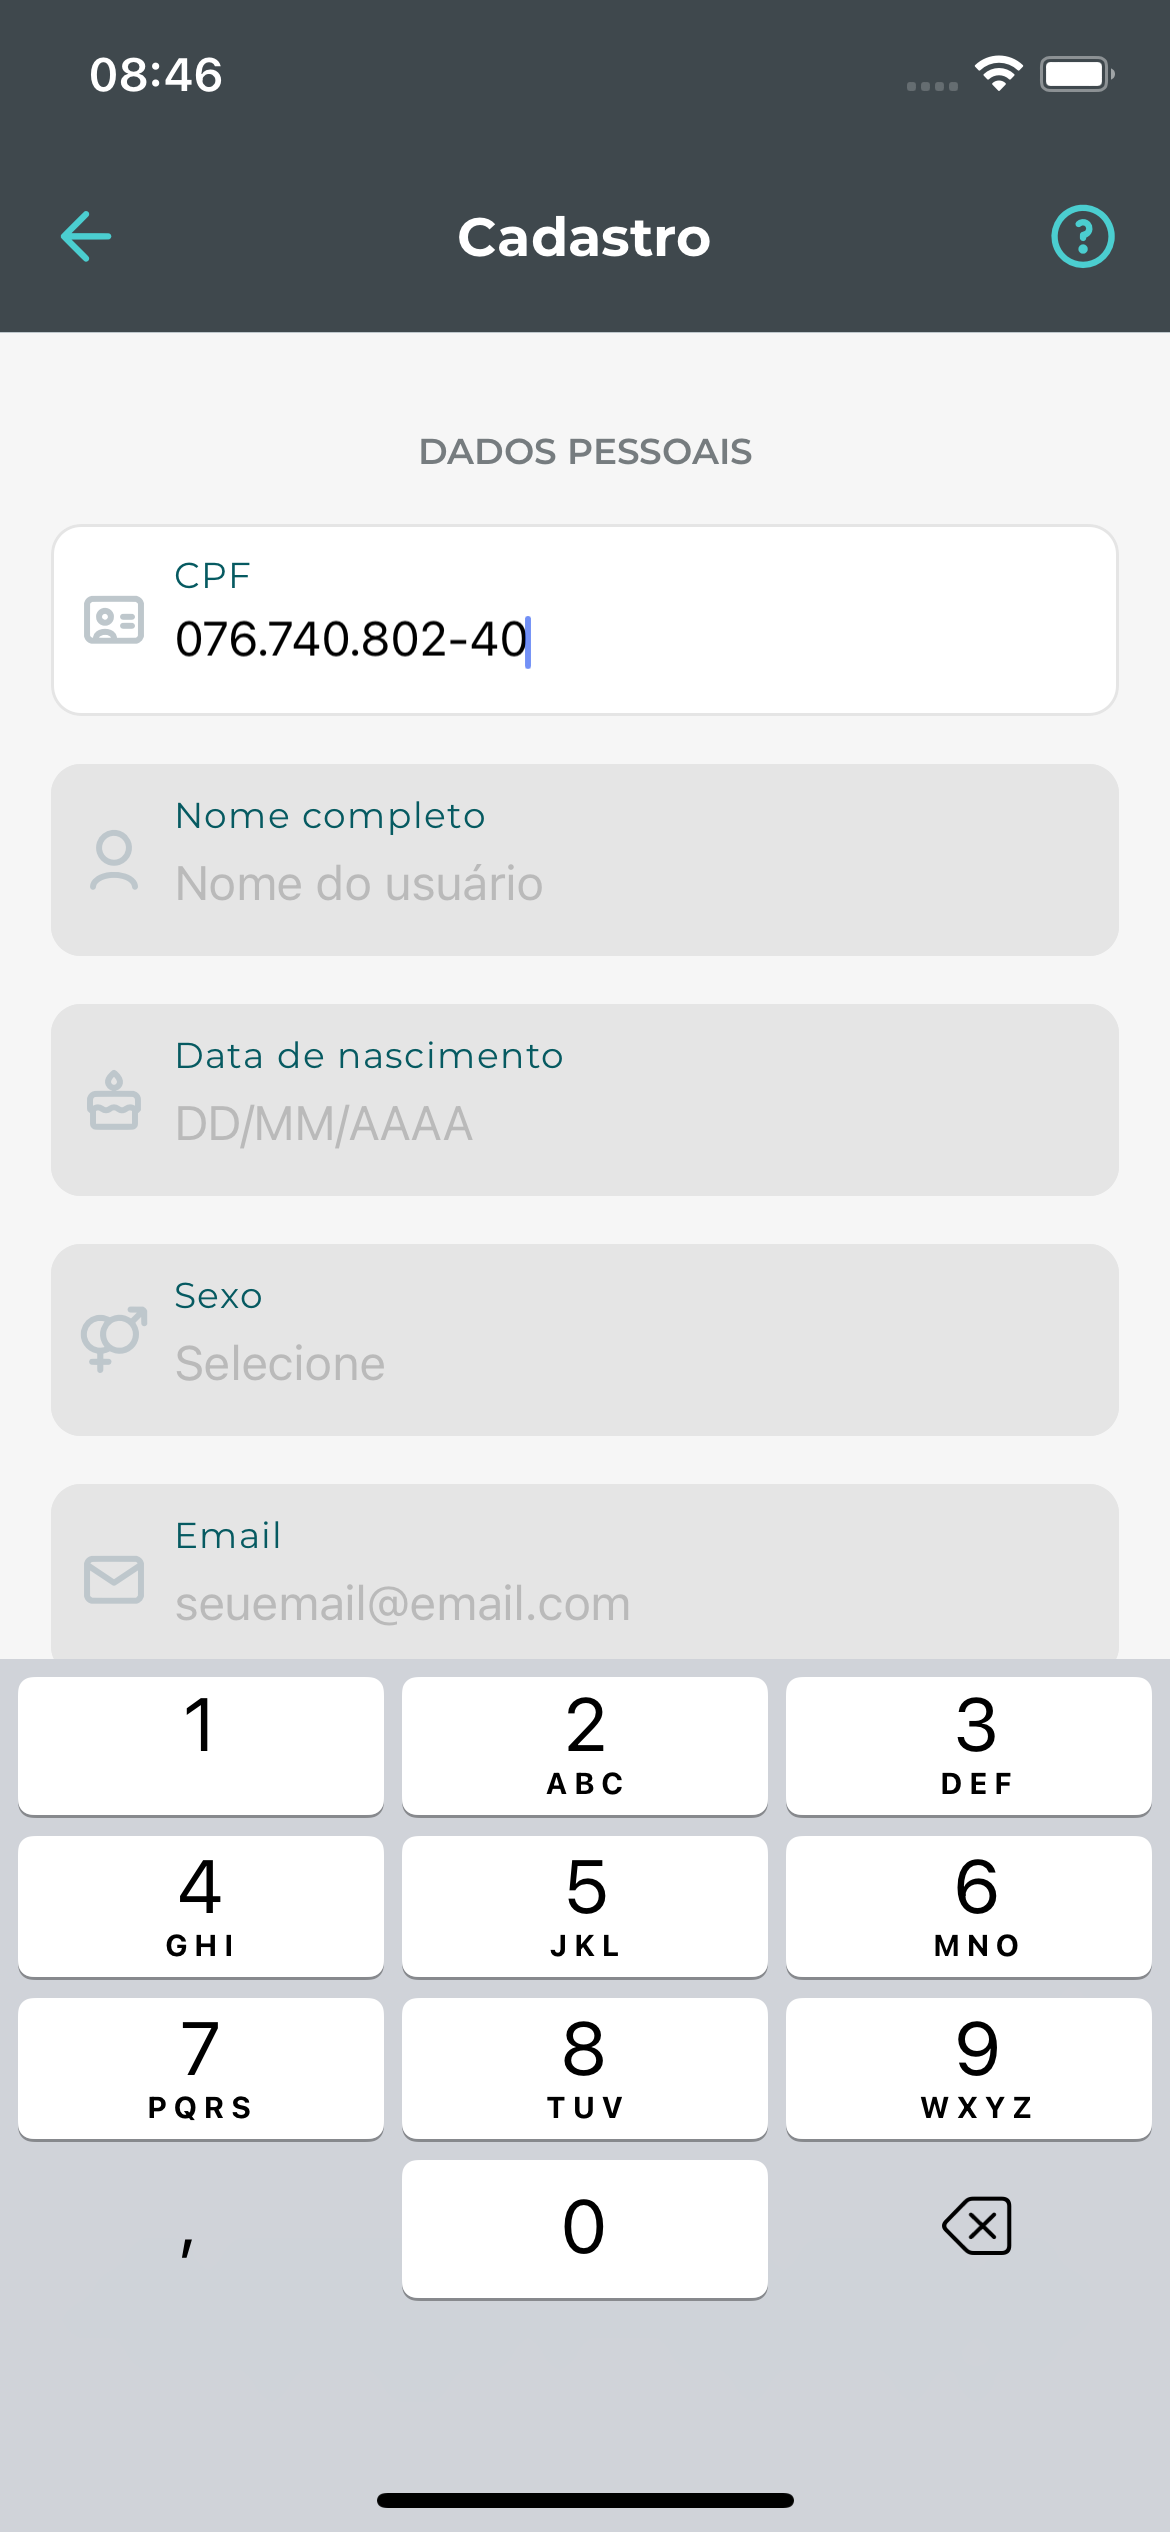 08:46
Cadastro
DADOS PESSOAIS
CPF
076.740.802-40
Nome completo
Nome do usuário
Data de nascimento
DD/MM/AAAA
Sexo
Selecione
Email
seuemail@email.com
1
2
ABC
3
DEF
4
GHI
5
JKL
6
MNO
7
PQRS
8
TUV
9
WXYZ
,
0